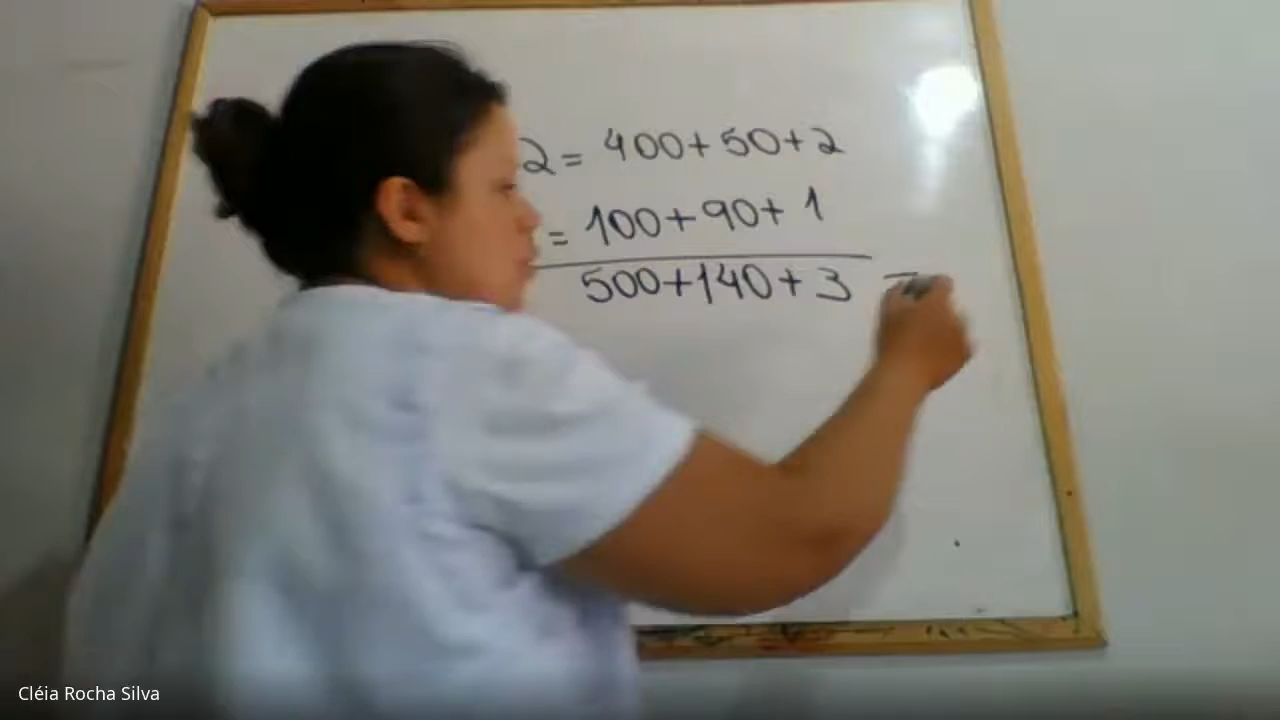 2 = 400+50+2
= 100+90+1
500+140+3 =
Cléia Rocha Silva